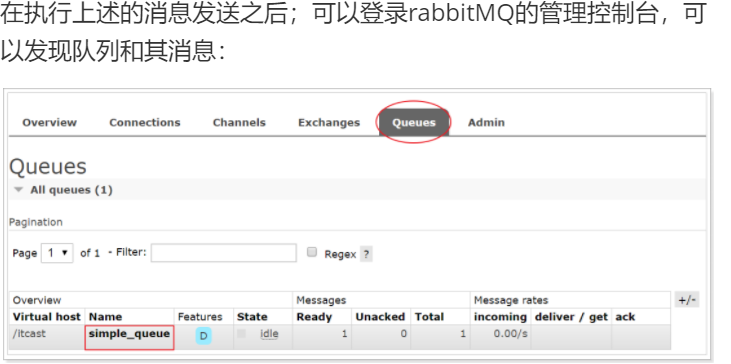 在执行上述的消息发送之后；可以登录rabbitMQ的管理控制台，可
以发现队列和其消息：
Overview Connections Channels Exchanges Queues Admin
Queues
All queues (1)
Pagination
Page 1 of 1 - Filter: Regex ?
Overview Messages Message rates +/-
Virtual host Name Features State Ready Unacked Total incoming deliver / get ack
/itcast simple_queue D idle 1 0 1 0.00/s